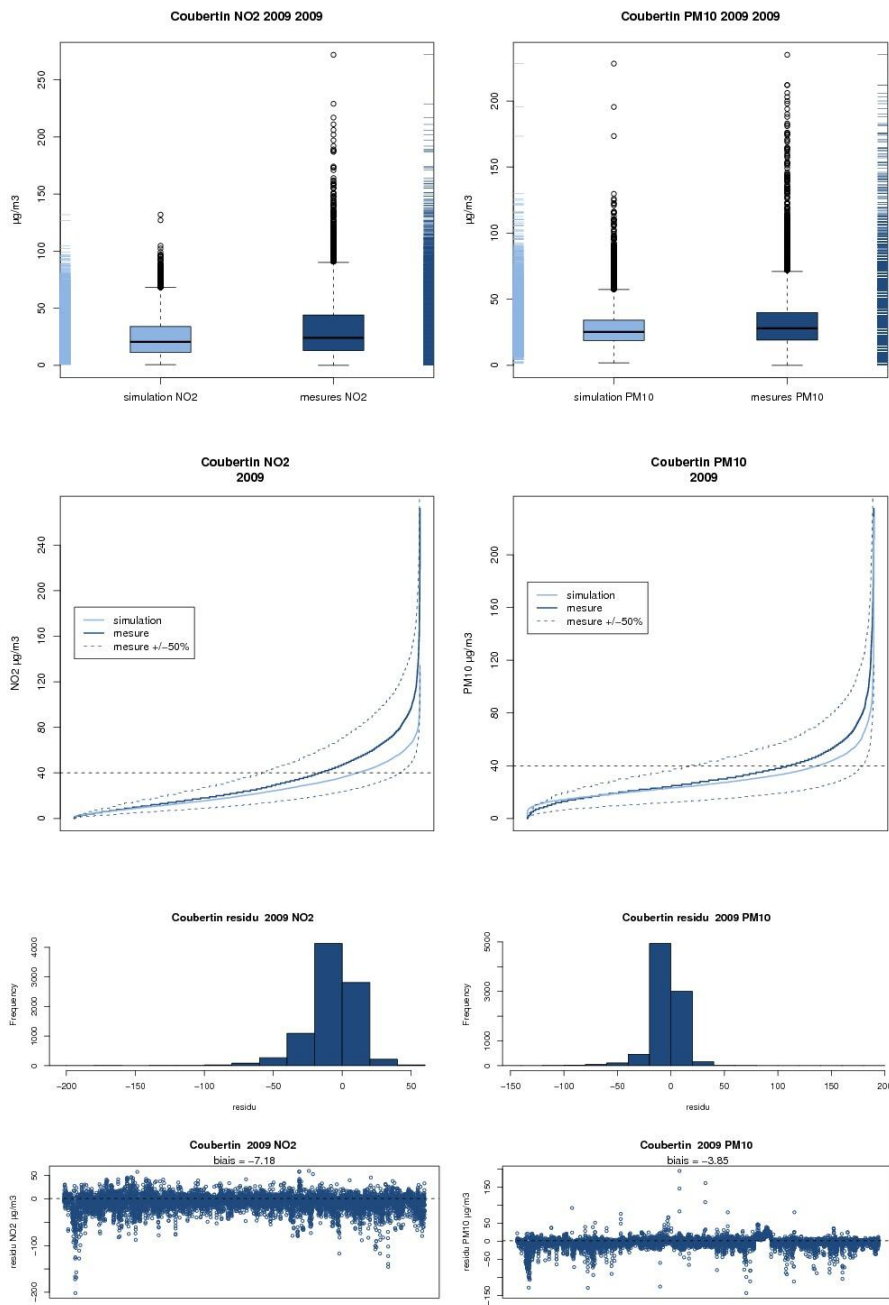 Coubertin NO2 2009 2009
µg/m3
0
50
100
150
200
250
simulation NO2
mesures NO2
Coubertin PM10 2009 2009
µg/m3
0
50
100
150
200
simulation PM10
mesures PM10
Coubertin NO2
2009
NO2 µg/m3
0
40
80
120
160
200
240
simulation
mesure
mesure +/−50%
Coubertin PM10
2009
PM10 µg/m3
0
40
80
120
160
200
simulation
mesure
mesure +/−50%
Coubertin residu 2009 NO2
Frequency
0
1000
3000
4000
−200
−150
−100
−50
0
50
residu
Coubertin residu 2009 PM10
Frequency
0
1000
3000
5000
−150
−100
−50
0
50
100
150
200
residu
Coubertin 2009 NO2
biais = −7.18
residu NO2 µg/m3
50
0
−100
−200
Coubertin 2009 PM10
biais = −3.85
residu PM10 µg/m3
150
50
0
−50
−150